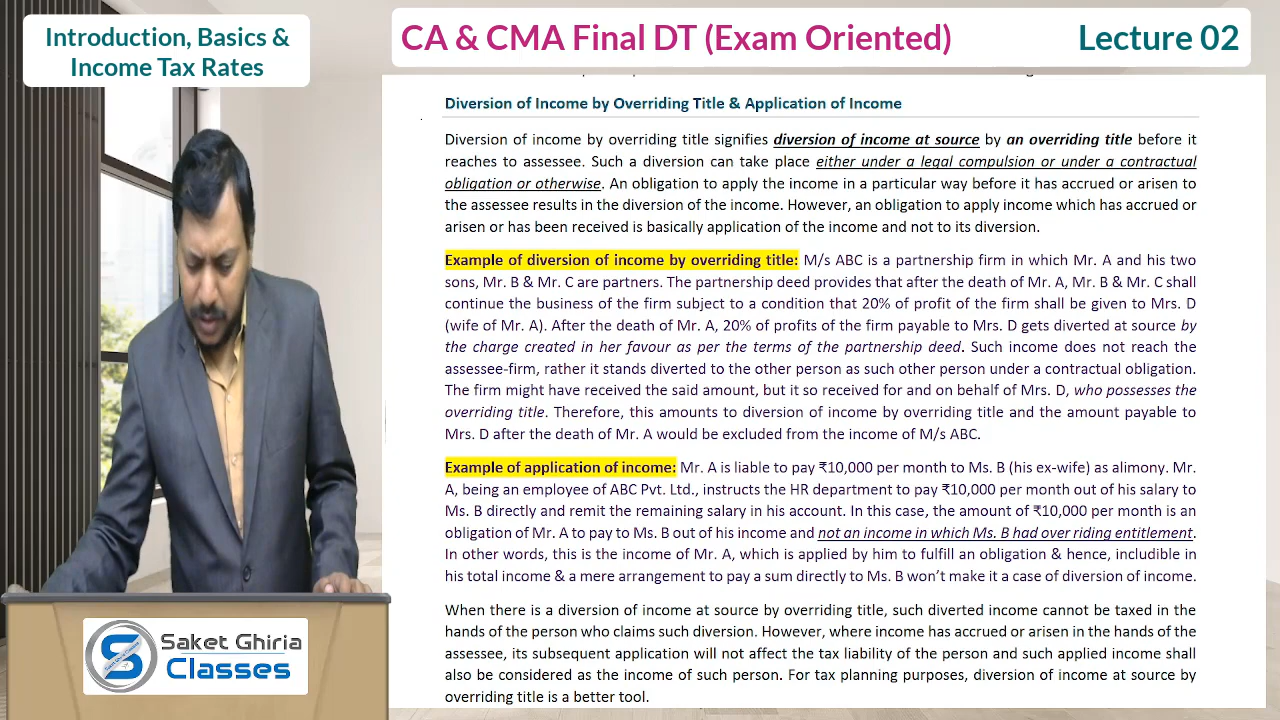 Introduction, Basics &
Income Tax Rates
CA & CMA Final DT (Exam Oriented)
Lecture 02
Diversion of Income by Overriding Title & Application of Income
Diversion of income by overriding title signifies diversion of income at source by an overriding title before it
reaches to assessee. Such a diversion can take place either under a legal compulsion or under a contractual
obligation or otherwise. An obligation to apply the income in a particular way before it has accrued or arisen to
the assessee results in the diversion of the income. However, an obligation to apply income which has accrued or
arisen or has been received is basically application of the income and not to its diversion.
Example of diversion of income by overriding title: M/s ABC is a partnership firm in which Mr. A and his two
sons, Mr. B & Mr. C are partners. The partnership deed provides that after the death of Mr. A, Mr. B & Mr. C shall
continue the business of the firm subject to a condition that 20% of profit of the firm shall be given to Mrs. D
(wife of Mr. A). After the death of Mr. A, 20% of profits of the firm payable to Mrs. D gets diverted at source by
the charge created in her favour as per the terms of the partnership deed. Such income does not reach the
assessee-firm, rather it stands diverted to the other person as such other person under a contractual obligation.
The firm might have received the said amount, but it so received for and on behalf of Mrs. D, who possesses the
overriding title. Therefore, this amounts to diversion of income by overriding title and the amount payable to
Mrs. D after the death of Mr. A would be excluded from the income of M/s ABC.
Example of application of income: Mr. A is liable to pay ₹10,000 per month to Ms. B (his ex-wife) as alimony. Mr.
A, being an employee of ABC Pvt. Ltd., instructs the HR department to pay ₹10,000 per month out of his salary to
Ms. B directly and remit the remaining salary in his account. In this case, the amount of ₹10,000 per month is an
obligation of Mr. A to pay to Ms. B out of his income and not an income in which Ms. B had over riding entitlement.
In other words, this is the income of Mr. A, which is applied by him to fulfill an obligation & hence, includible in
his total income & a mere arrangement to pay a sum directly to Ms. B won't make it a case of diversion of income.
When there is a diversion of income at source by overriding title, such diverted income cannot be taxed in the
hands of the person who claims such diversion. However, where income has accrued or arisen in the hands of the
assessee, its subsequent application will not affect the tax liability of the person and such applied income shall
also be considered as the income of such person. For tax planning purposes, diversion of income at source by
overriding title is a better tool.
Saket Ghiria
Classes